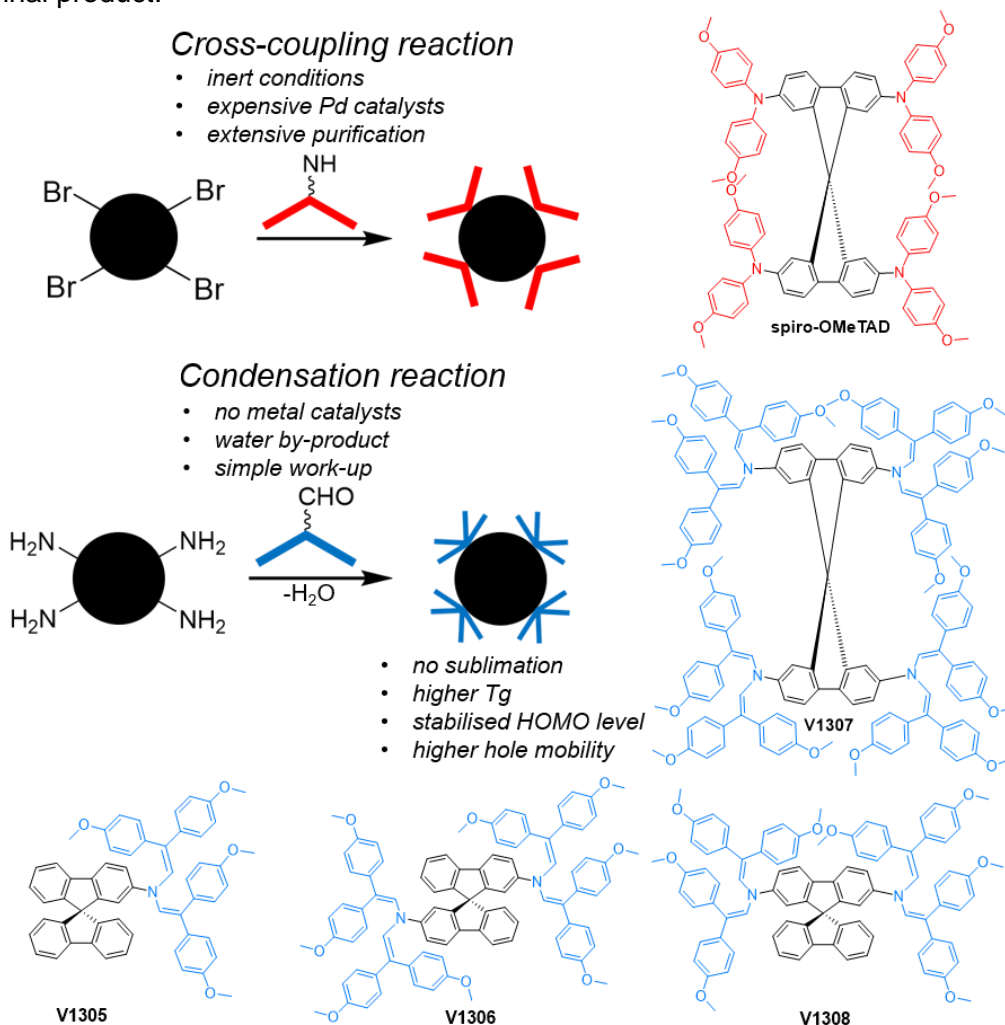 inal product.
Cross-coupling reaction
• inert conditions
• expensive Pd catalysts
• extensive purification
NH
Br
Br
Br
Br
spiro-OMeTAD
Condensation reaction
• no metal catalysts
• water by-product
• simple work-up
CHO
H₂N
NH₂
H₂N
NH₂
-H₂O
• no sublimation
• higher Tg
• stabilised HOMO level
• higher hole mobility
V1307
V1305
V1306
V1308